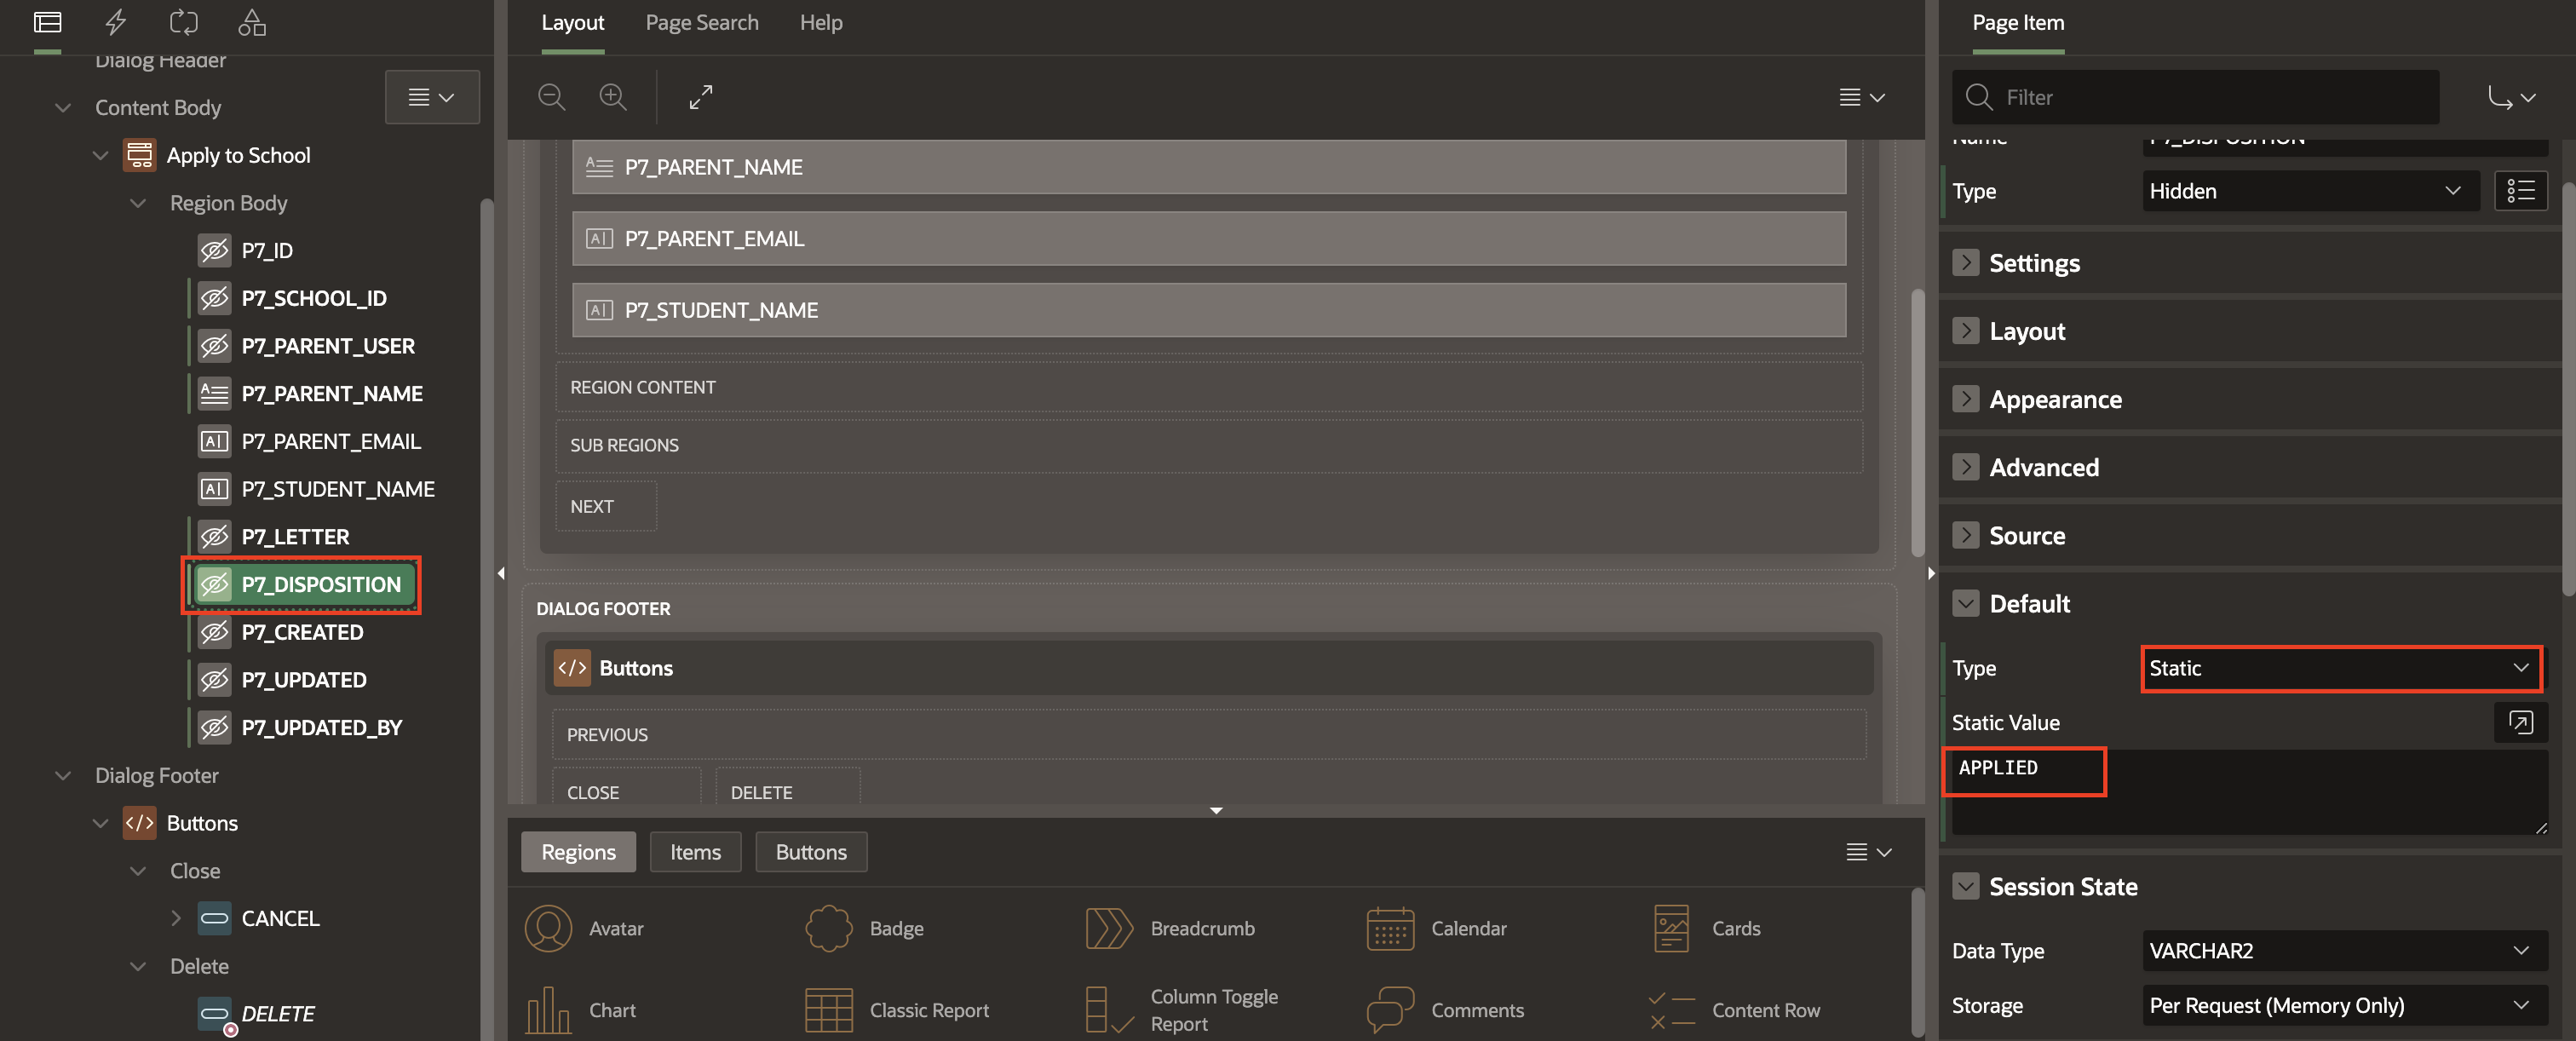 Dialog Header
Content Body
Apply to School
Region Body
P7_ID
P7_SCHOOL_ID
P7_PARENT_USER
P7_PARENT_NAME
P7_PARENT_EMAIL
P7_STUDENT_NAME
P7_LETTER
P7_DISPOSITION
P7_CREATED
P7_UPDATED
P7_UPDATED_BY
Dialog Footer
Buttons
Close
CANCEL
Delete
DELETE
Layout Page Search Help
P7_PARENT_NAME
P7_PARENT_EMAIL
P7_STUDENT_NAME
REGION CONTENT
SUB REGIONS
NEXT
DIALOG FOOTER
Buttons
PREVIOUS
CLOSE DELETE
Regions Items Buttons
Avatar Badge Breadcrumb Calendar Cards
Chart Classic Report Column Toggle Report Comments Content Row
Page Item
Filter
Name P7_DISPOSITION
Type Hidden
Settings
Layout
Appearance
Advanced
Source
Default
Type Static
Static Value
APPLIED
Session State
Data Type VARCHAR2
Storage Per Request (Memory Only)